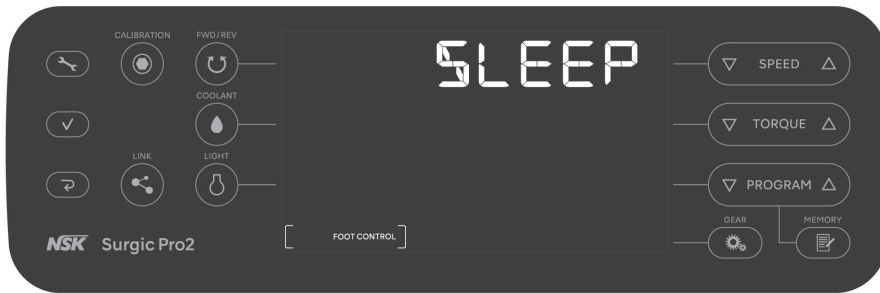 CALIBRATION FWD/REV
SLEEP
SPEED
COOLANT
TORQUE
LINK LIGHT
PROGRAM
GEAR MEMORY
FOOT CONTROL
NSK Surgic Pro2